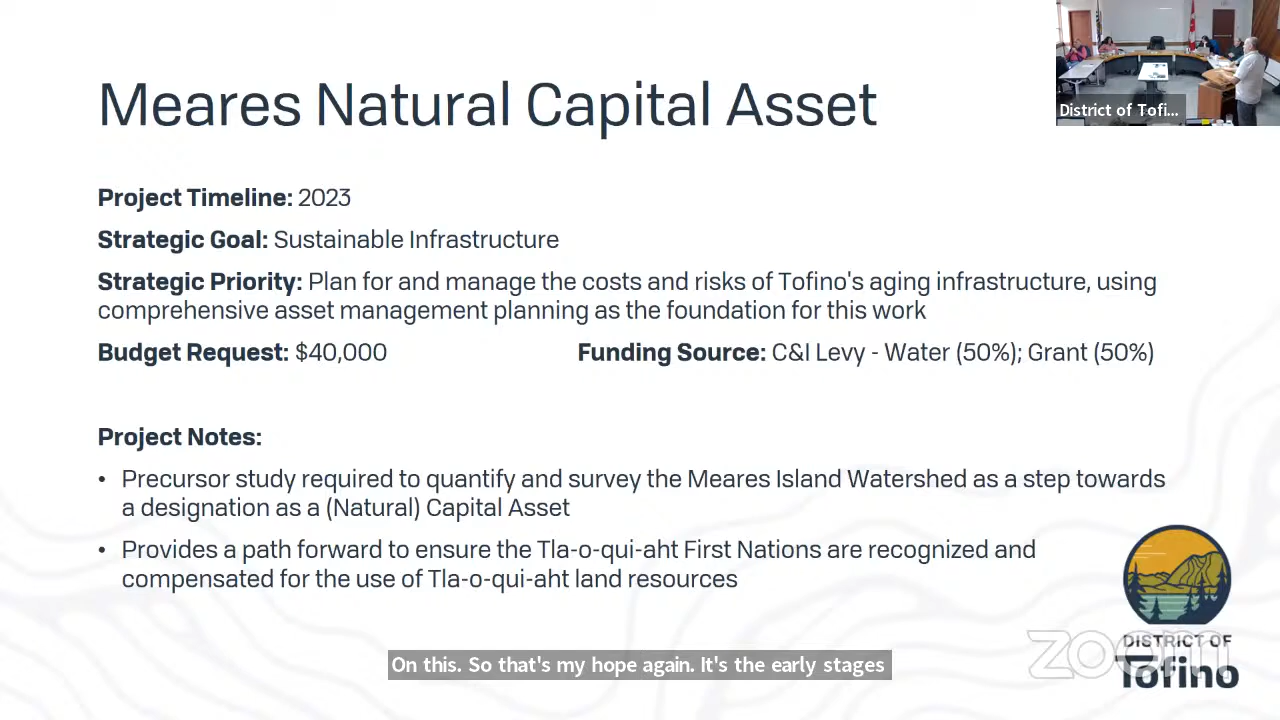 Meares Natural Capital Asset
District of Tofi...
Project Timeline: 2023
Strategic Goal: Sustainable Infrastructure
Strategic Priority: Plan for and manage the costs and risks of Tofino's aging infrastructure, using
comprehensive asset management planning as the foundation for this work
Budget Request: $40,000 Funding Source: C&I Levy - Water (50%); Grant (50%)
Project Notes:
• Precursor study required to quantify and survey the Meares Island Watershed as a step towards
a designation as a (Natural) Capital Asset
• Provides a path forward to ensure the Tla-o-qui-aht First Nations are recognized and
compensated for the use of Tla-o-qui-aht land resources
On this. So that's my hope again. It's the early stages
zoom
DISTRICT OF
Tofino